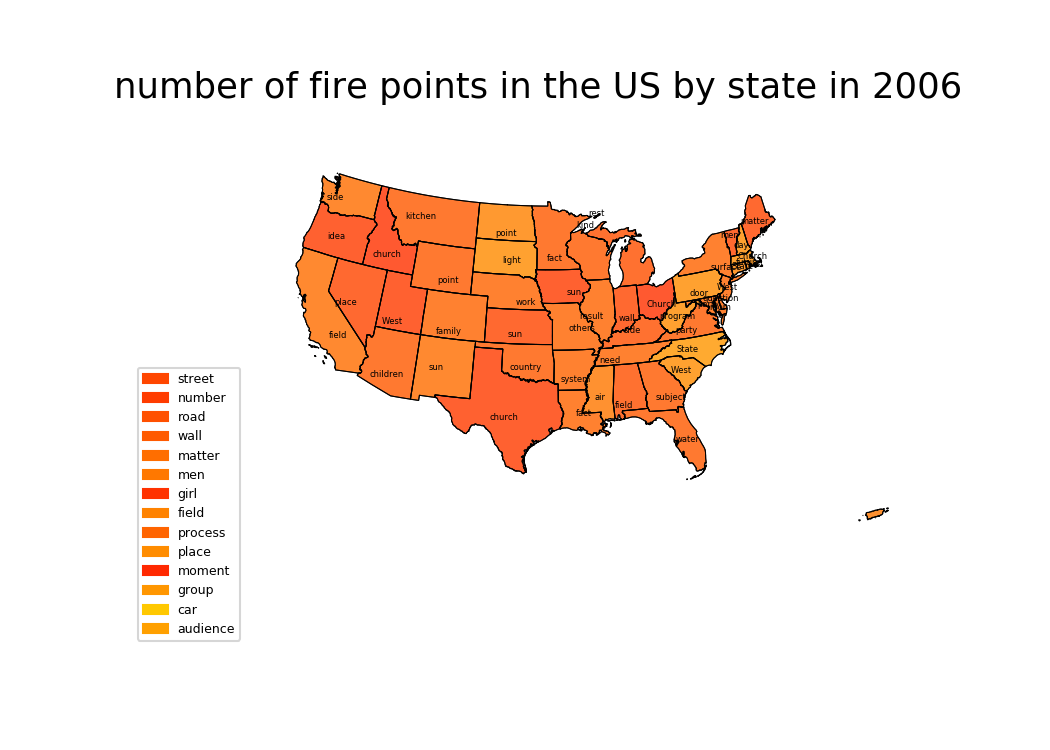 number of fire points in the US by state in 2006
side
rest
kind
matter
kitchen
idea
point
men
day
church
church
fact
light
surface
West
point
sun
door
place
work
Church
West
result
wall
program
family
others
side
party
field
sun
State
sun
need
country
West
children
system
air
subject
field
church
fact
water
street
number
road
wall
matter
men
girl
field
process
place
moment
group
car
audience